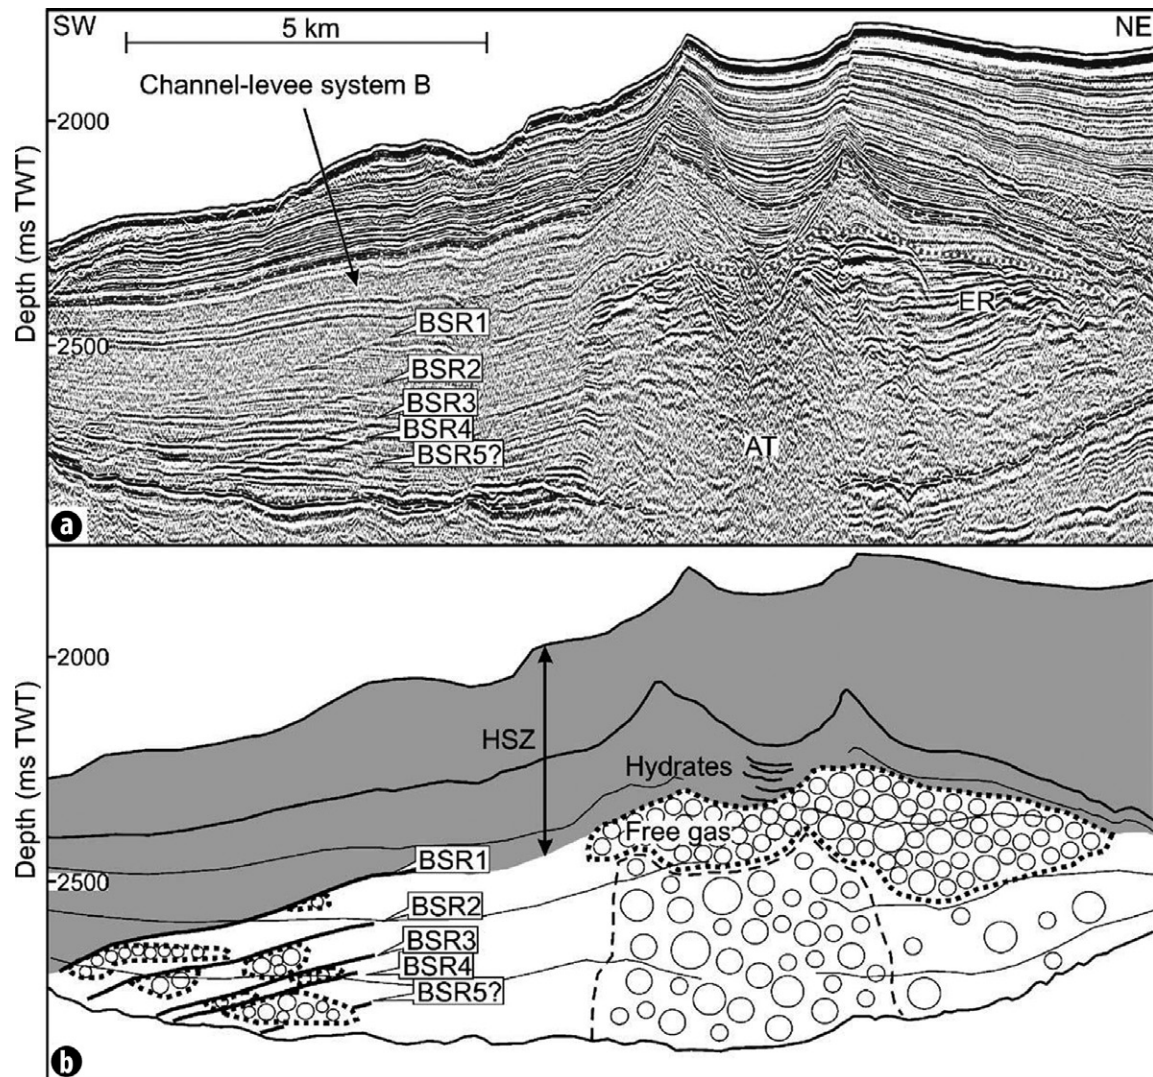 SW
5 km
NE
Channel-levee system B
2000
Depth (ms TWT)
ER
BSR1
2500
BSR2
BSR3
BSR4
AT
BSR5?
a
2000
HSZ
Hydrates
Depth (ms TWT)
Free gas
BSR1
2500
BSR2
BSR3
BSR4
BSR5?
b